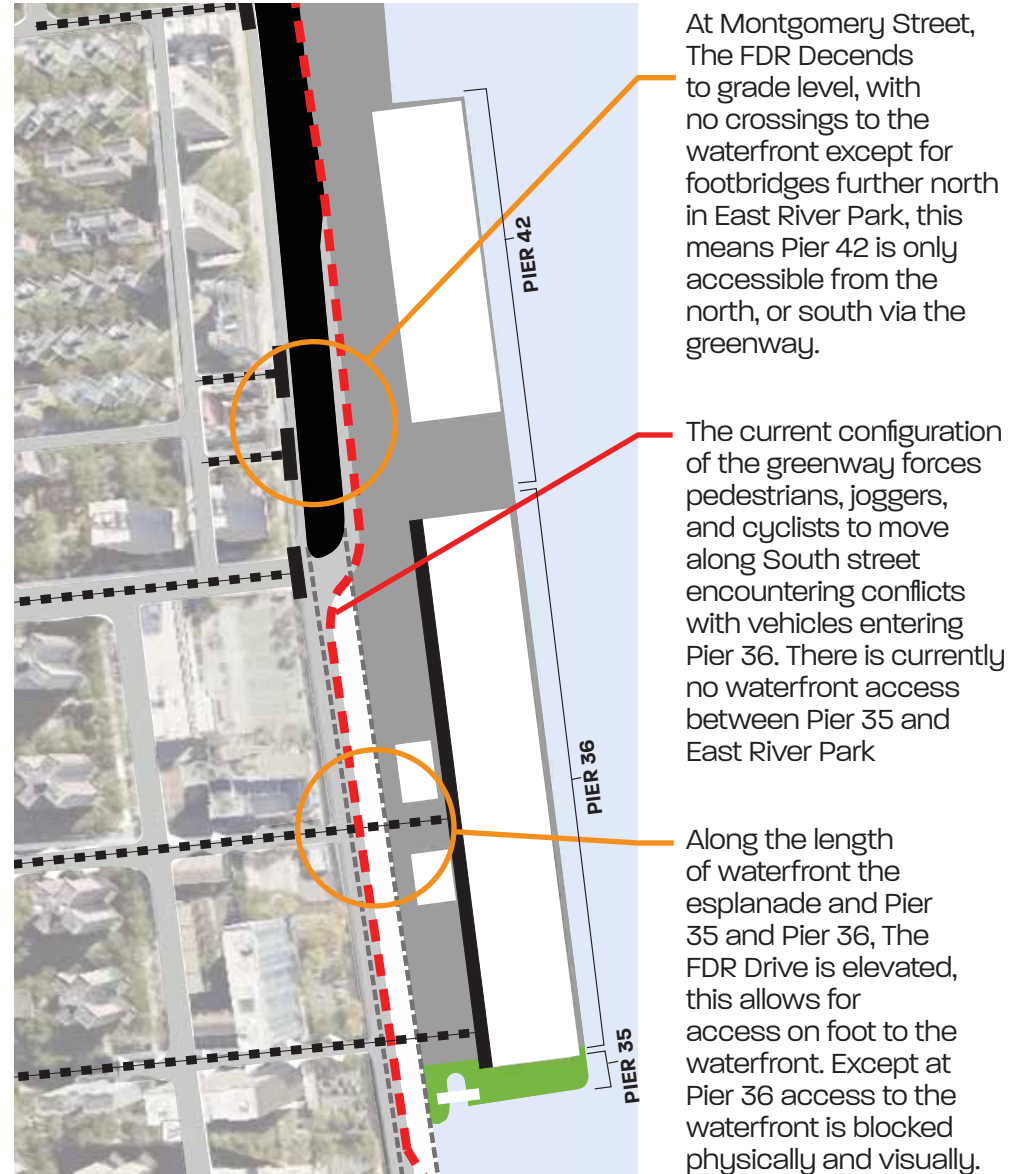 At Montgomery Street,
The FDR Decends
to grade level, with
no crossings to the
waterfront except for
footbridges further north
in East River Park, this
means Pier 42 is only
accessible from the
north, or south via the
greenway.
PIER 42
The current configuration
of the greenway forces
pedestrians, joggers,
and cyclists to move
along South street
encountering conflicts
with vehicles entering
Pier 36. There is currently
no waterfront access
between Pier 35 and
East River Park
PIER 36
Along the length
of waterfront the
esplanade and Pier
35 and Pier 36, The
FDR Drive is elevated,
this allows for
access on foot to the
waterfront. Except at
Pier 36 access to the
waterfront is blocked
physically and visually.
PIER 35